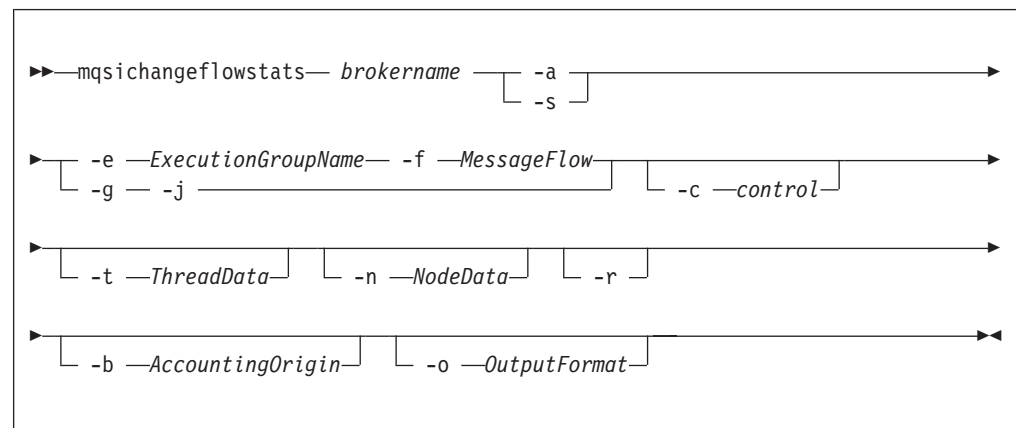 mqsichangeflowstats brokername -a
-s
-e ExecutionGroupName -f MessageFlow
-g -j -c control
-t ThreadData -n NodeData -r
-b AccountingOrigin -o OutputFormat